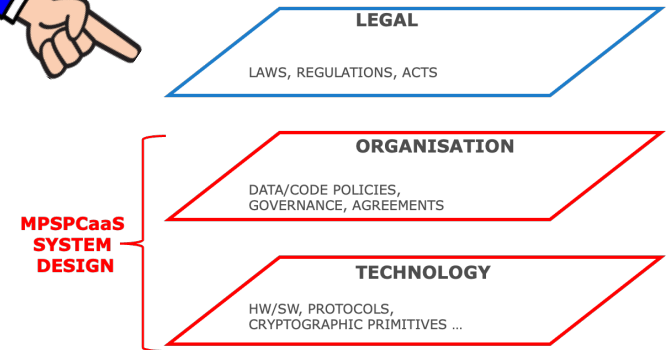 LEGAL
LAWS, REGULATIONS, ACTS
ORGANISATION
DATA/CODE POLICIES,
GOVERNANCE, AGREEMENTS
MPSPCaaS
SYSTEM
DESIGN
TECHNOLOGY
HW/SW, PROTOCOLS,
CRYPTOGRAPHIC PRIMITIVES …